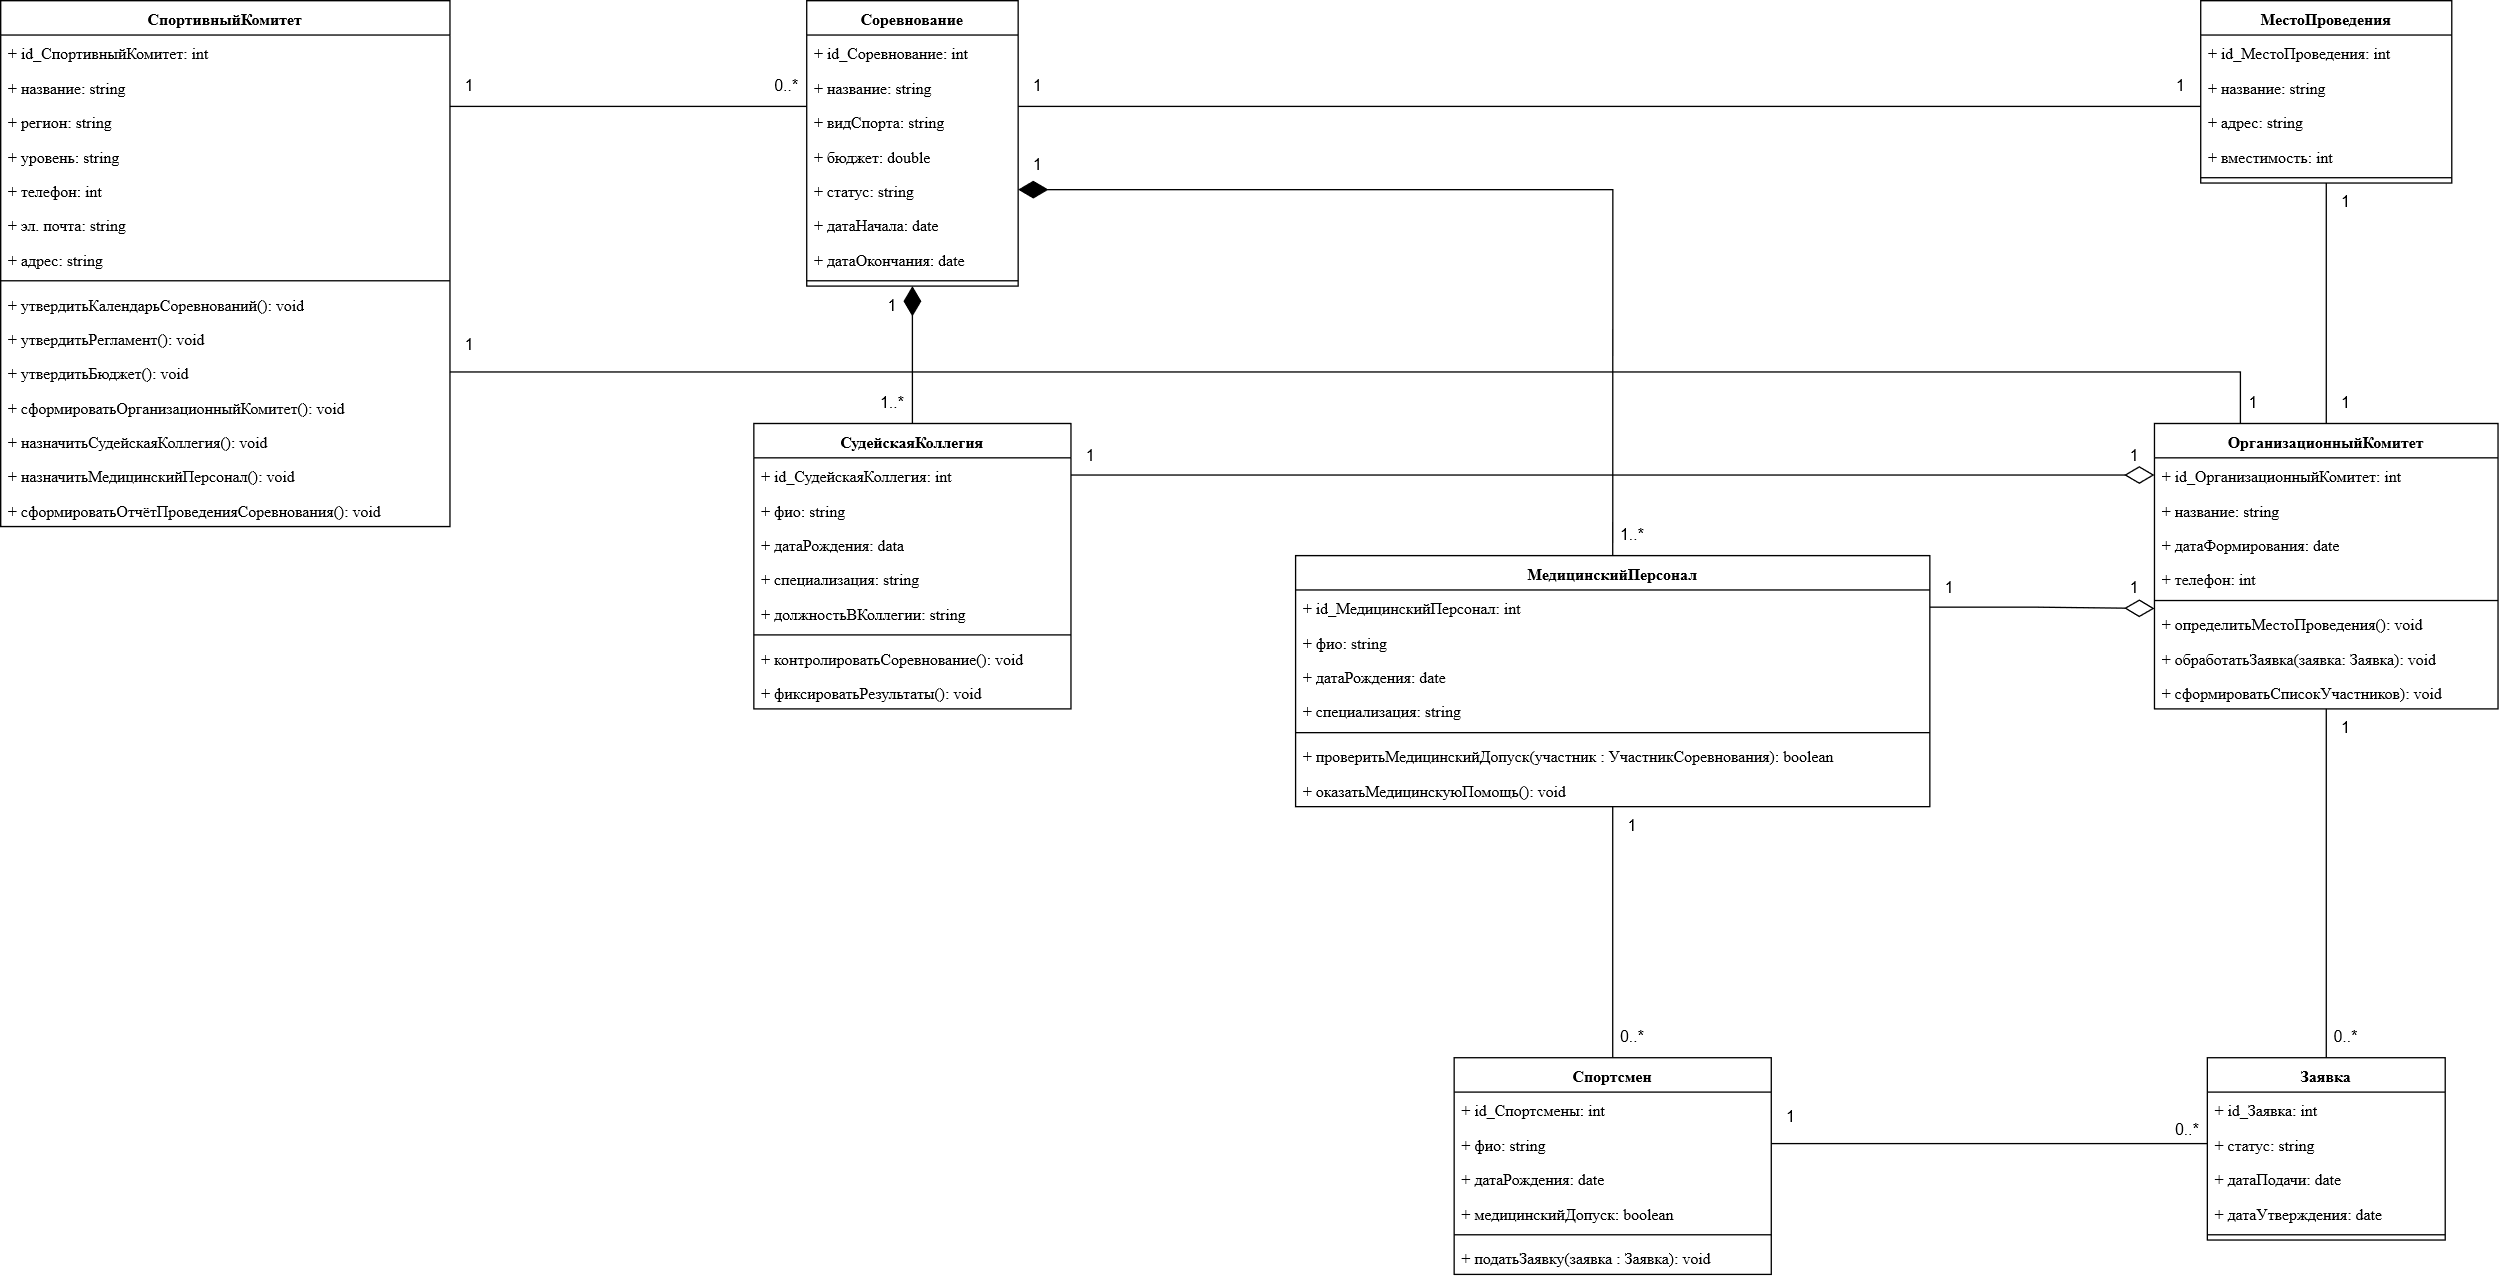 СпортивныйКомитет
+ id_СпортивныйКомитет: int
+ название: string
+ регион: string
+ уровень: string
+ телефон: int
+ эл. почта: string
+ адрес: string
+ утвердитьКалендарьСоревнований(): void
+ утвердитьРегламент(): void
+ утвердитьБюджет(): void
+ сформироватьОрганизационныйКомитет(): void
+ назначитьСудейскаяКоллегия(): void
+ назначитьМедицинскийПерсонал(): void
+ сформироватьОтчётПроведенияСоревнования(): void
1
0..*
1
1
Соревнование
+ id_Соревнование: int
+ название: string
+ видСпорта: string
+ бюджет: double
+ статус: string
+ датаНачала: date
+ датаОкончания: date
1
1
1
1..*
1..*
МестоПроведения
+ id_МестоПроведения: int
+ название: string
+ адрес: string
+ вместимость: int
1
1
1
СудейскаяКоллегия
+ id_СудейскаяКоллегия: int
+ фио: string
+ датаРождения: data
+ специализация: string
+ должностьВКоллегии: string
+ контролироватьСоревнование(): void
+ фиксироватьРезультаты(): void
1
1
МедицинскийПерсонал
+ id_МедицинскийПерсонал: int
+ фио: string
+ датаРождения: date
+ специализация: string
+ проверитьМедицинскийДопуск(участник : УчастникСоревнования): boolean
+ оказатьМедицинскуюПомощь(): void
1
1
ОрганизационныйКомитет
+ id_ОрганизационныйКомитет: int
+ название: string
+ датаФормирования: date
+ телефон: int
+ определитьМестоПроведения(): void
+ обработатьЗаявка(заявка: Заявка): void
+ сформироватьСписокУчастников): void
1
0..*
1
0..*
Спортсмен
+ id_Спортсмены: int
+ фио: string
+ датаРождения: date
+ медицинскийДопуск: boolean
+ податьЗаявку(заявка : Заявка): void
1
0..*
Заявка
+ id_Заявка: int
+ статус: string
+ датаПодачи: date
+ датаУтверждения: date